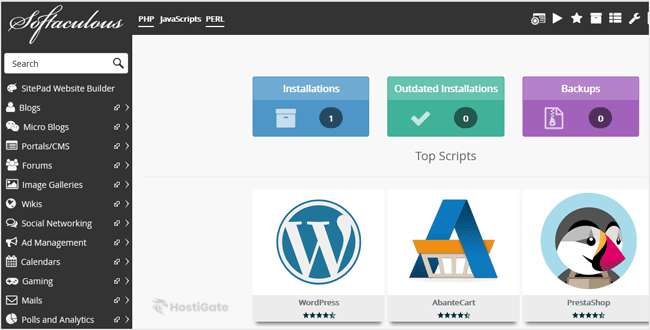 Softaculous
PHP JavaScripts PERL
Search
SitePad Website Builder
Blogs
Micro Blogs
Portals/CMS
Forums
Image Galleries
Wikis
Social Networking
Ad Management
Calendars
Gaming
Mails
Polls and Analytics
Installations
1
Outdated Installations
0
Backups
0
Top Scripts
WordPress
AbanteCart
PrestaShop
HostiGate